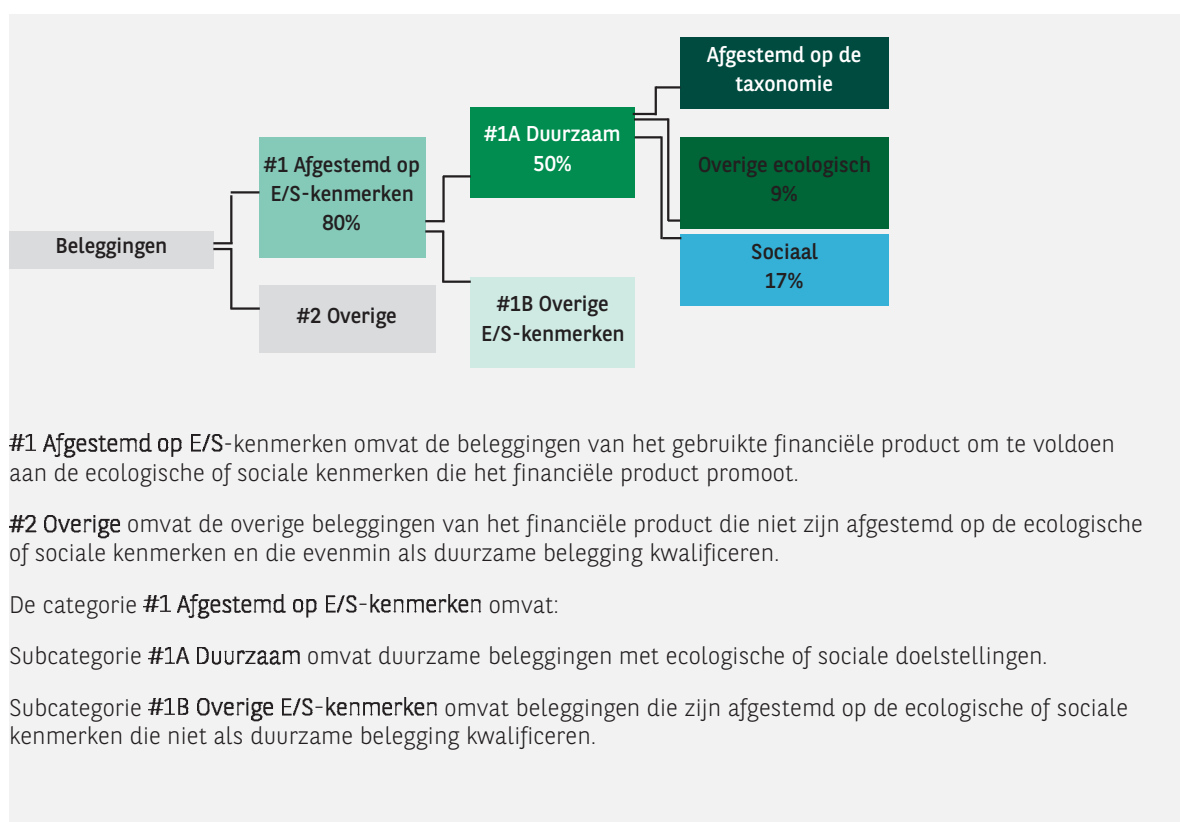 Beleggingen
#1 Afgestemd op
E/S-kenmerken
80%
#2 Overige
#1A Duurzaam
50%
#1B Overige
E/S-kenmerken
Afgestemd op de
taxonomie
Overige ecologisch
9%
Sociaal
17%
#1 Afgestemd op E/S-kenmerken omvat de beleggingen van het gebruikte financiële product om te voldoen
aan de ecologische of sociale kenmerken die het financiële product promoot.
#2 Overige omvat de overige beleggingen van het financiële product die niet zijn afgestemd op de ecologische
of sociale kenmerken en die evenmin als duurzame belegging kwalificeren.
De categorie #1 Afgestemd op E/S-kenmerken omvat:
Subcategorie #1A Duurzaam omvat duurzame beleggingen met ecologische of sociale doelstellingen.
Subcategorie #1B Overige E/S-kenmerken omvat beleggingen die zijn afgestemd op de ecologische of sociale
kenmerken die niet als duurzame belegging kwalificeren.